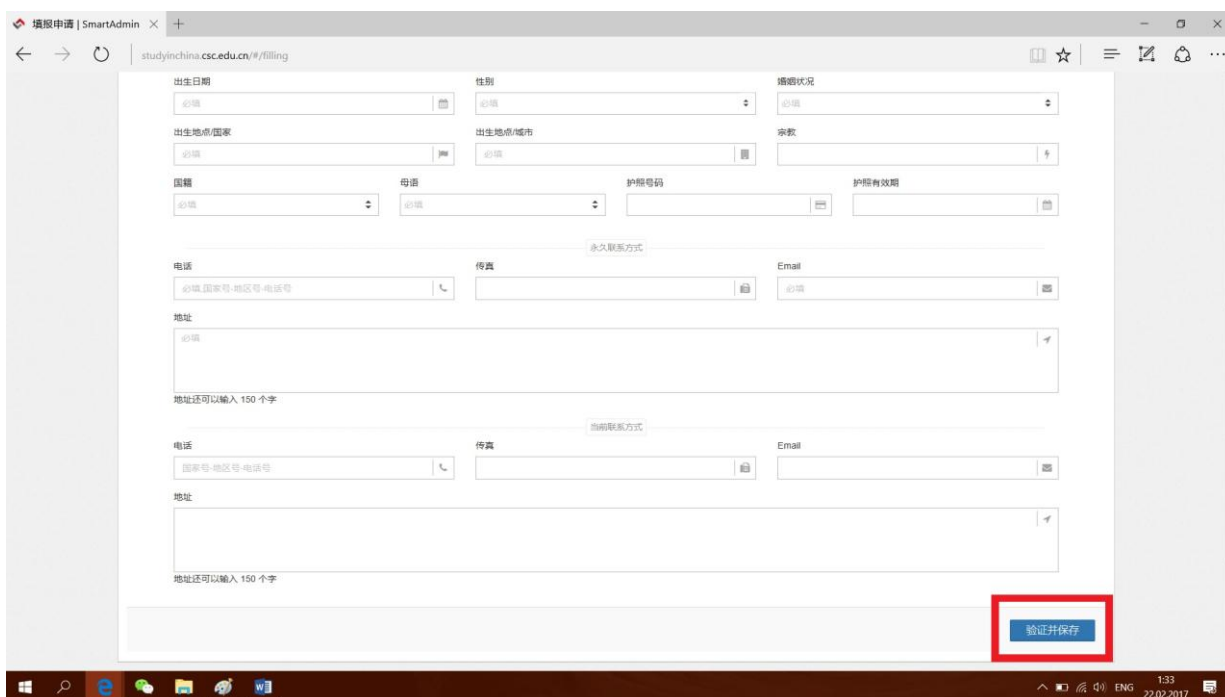 填报申请 | SmartAdmin
studyinchina.csc.edu.cn/#/filling
出生日期 性别 婚姻状况
必填 必填 必填
出生地点/国家 出生地点/城市 宗教
必填 必填
国籍 母语 护照号码 护照有效期
必填 必填
永久联系方式
电话 传真 Email
必填,国家号-地区号-电话号 必填
地址
必填
地址还可以输入 150 个字
当前联系方式
电话 传真 Email
国家号-地区号-电话号
地址
地址还可以输入 150 个字
验证并保存
ENG 1:33
22.02.2017